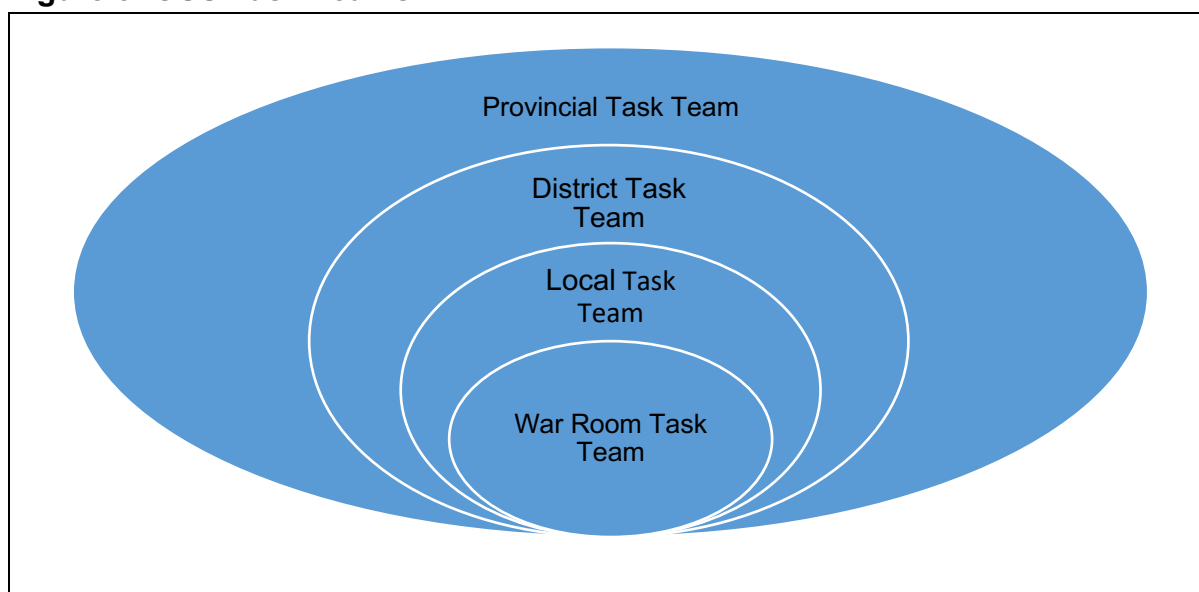 Provincial Task Team
District Task
Team
Local Task
Team
War Room Task
Team